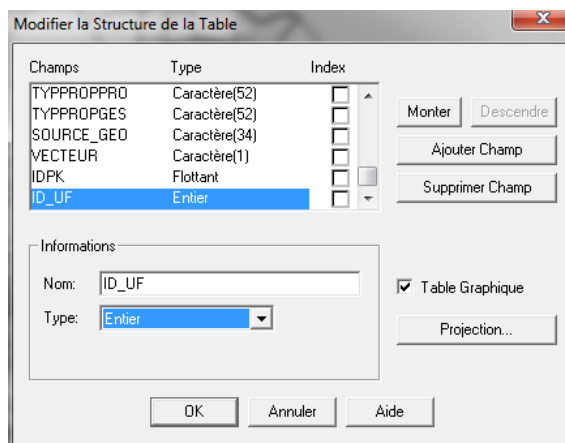 Modifier la Structure de la Table
Champs Type Index
TYPPROPPRO Caractère(52)
TYPPROPGES Caractère(52)
SOURCE_GEO Caractère(34)
VECTEUR Caractère(1)
IDPK Flottant
ID_UF Entier
Monter Descendre
Ajouter Champ
Supprimer Champ
Informations
Nom: ID_UF
Type: Entier
Table Graphique
Projection...
OK Annuler Aide